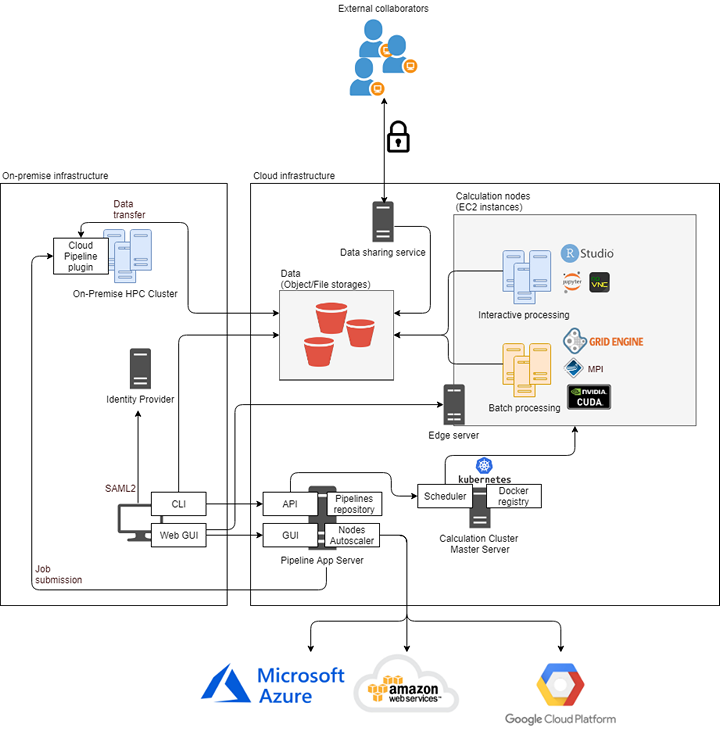 External collaborators
On-premise infrastructure
Cloud infrastructure
Calculation nodes
(EC2 instances)
Data
transfer
Cloud
Pipeline
plugin
On-Premise HPC Cluster
Data sharing service
Data
(Object/File storages)
R Studio
jupyter
VNC
Interactive processing
GRID ENGINE
MPI
NVIDIA
CUDA
Batch processing
Identity Provider
Edge server
kubernetes
SAML2
CLI
API
Pipelines
repository
Scheduler
Docker
registry
Web GUI
GUI
Nodes
Autoscaler
Calculation Cluster
Master Server
Pipeline App Server
Job
submission
Microsoft
Azure
amazon
web services™
Google Cloud Platform